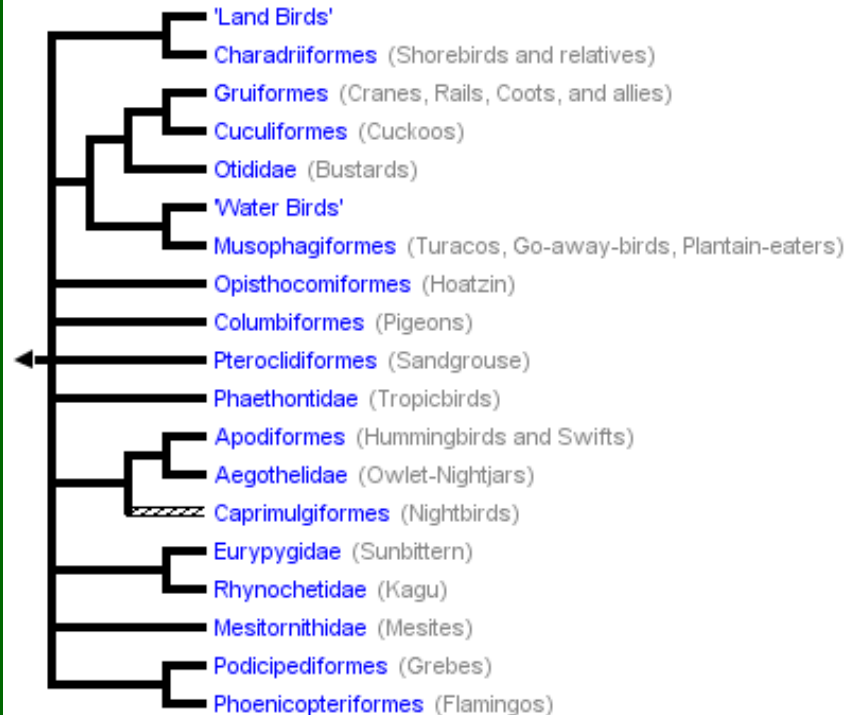 'Land Birds'
Charadriiformes (Shorebirds and relatives)
Gruiformes (Cranes, Rails, Coots, and allies)
Cuculiformes (Cuckoos)
Otididae (Bustards)
'Water Birds'
Musophagiformes (Turacos, Go-away-birds, Plantain-eaters)
Opisthocomiformes (Hoatzin)
Columbiformes (Pigeons)
Pteroclidiformes (Sandgrouse)
Phaethontidae (Tropicbirds)
Apodiformes (Hummingbirds and Swifts)
Aegothelidae (Owlet-Nightjars)
Caprimulgiformes (Nightbirds)
Eurypygidae (Sunbittern)
Rhynochetidae (Kagu)
Mesitornithidae (Mesites)
Podicipediformes (Grebes)
Phoenicopteriformes (Flamingos)